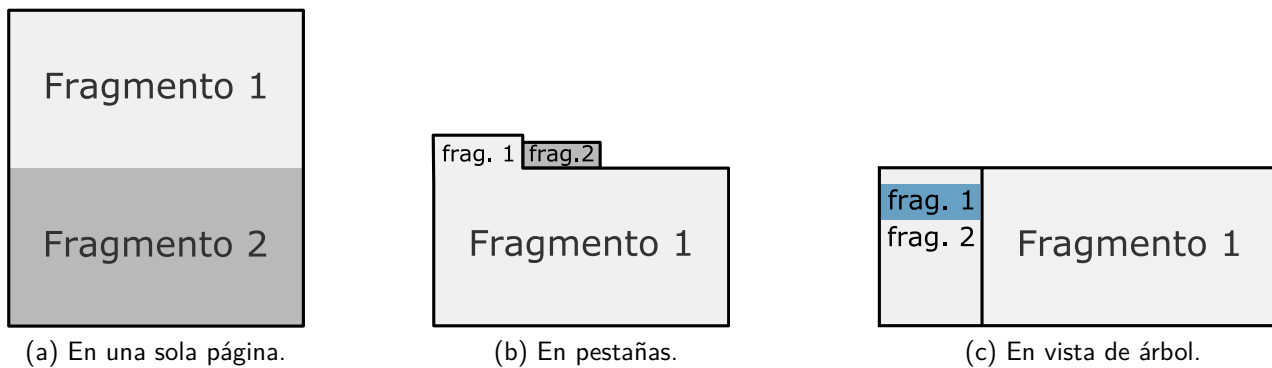 Fragmento 1
Fragmento 2
(a) En una sola página.
frag. 1 frag.2
Fragmento 1
(b) En pestañas.
frag. 1
frag. 2
Fragmento 1
(c) En vista de árbol.